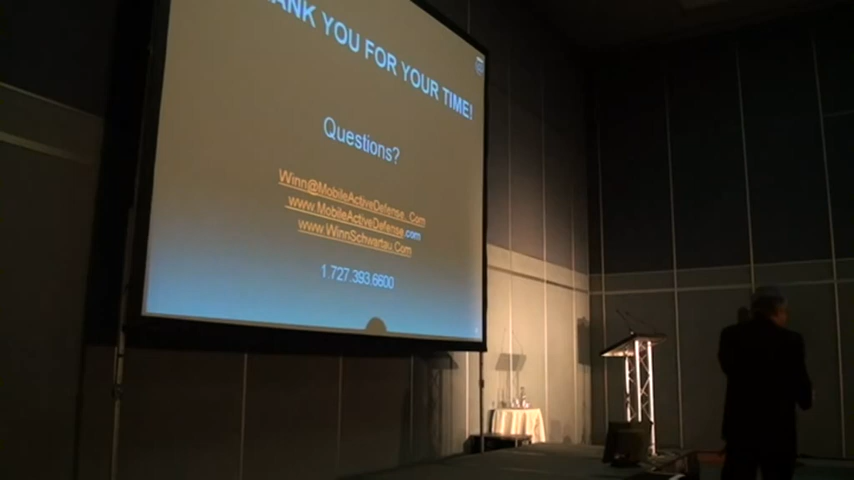 ANK YOU FOR YOUR TIME!
Questions?
Winn@MobileActiveDefense.Com
www.MobileActiveDefense.com
www.WinnSchwartau.Com
1.727.393.6600